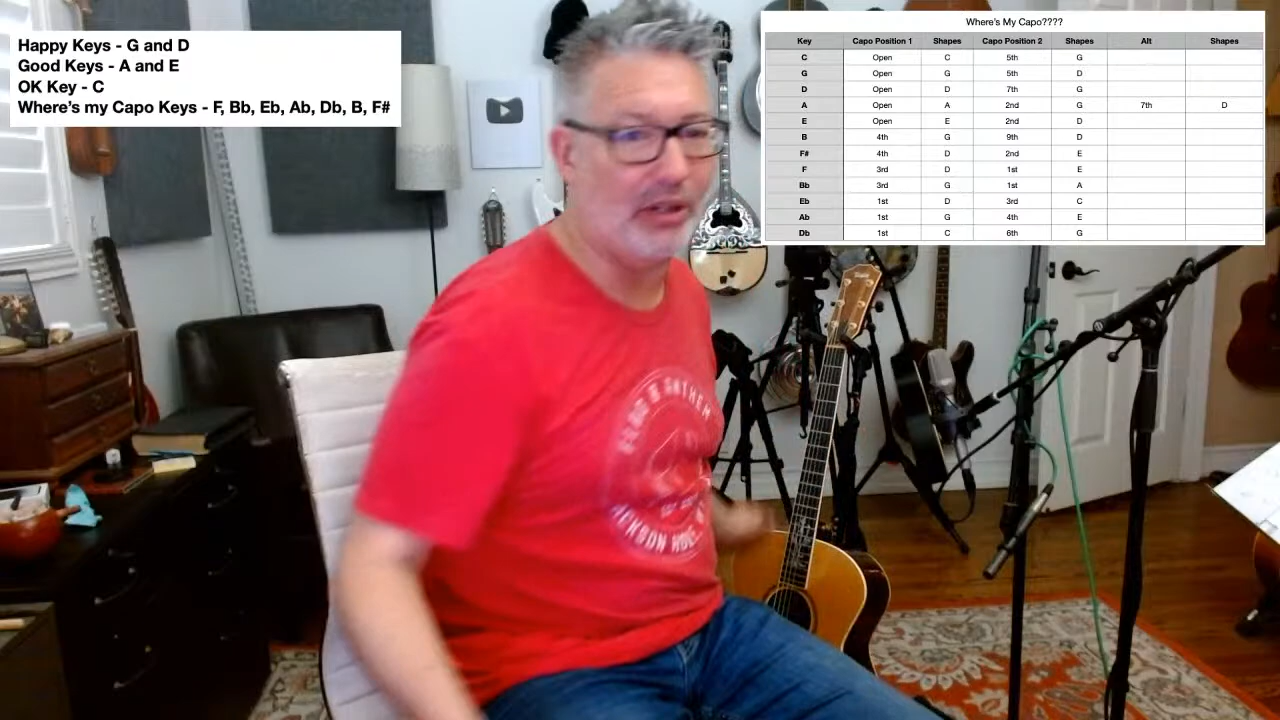 Happy Keys - G and D
Good Keys - A and E
OK Key - C
Where's my Capo Keys - F, Bb, Eb, Ab, Db, B, F#
Where's My Capo????
Key Capo Position 1 Shapes Capo Position 2 Shapes Alt Shapes
C Open C 5th G
G Open G 5th D
D Open D 7th G
A Open A 2nd G 7th D
E Open E 2nd D
B 4th G 9th D
F# 4th D 2nd E
F 3rd D 1st E
Bb 3rd G 1st A
Eb 1st D 3rd C
Ab 1st G 4th E
Db 1st C 6th G
JACKSON HOLE